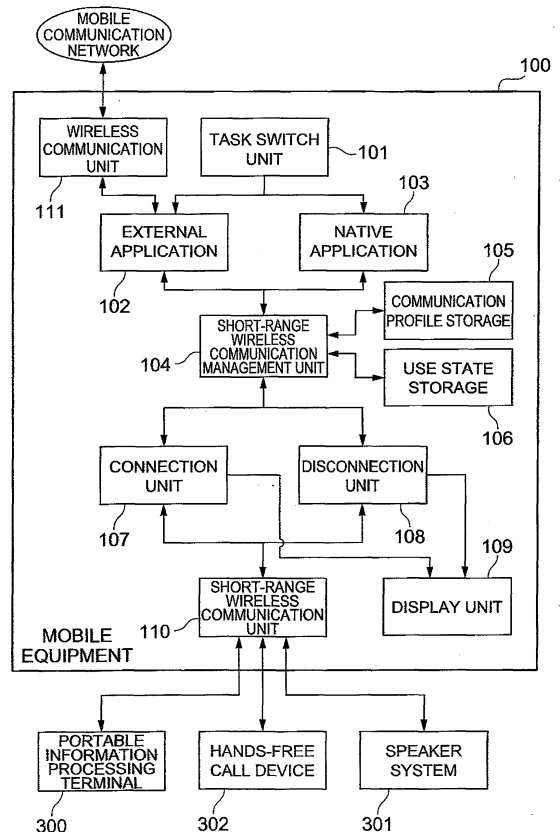 MOBILE
COMMUNICATION
NETWORK
100
WIRELESS
COMMUNICATION
UNIT
111
TASK SWITCH
UNIT
101
103
EXTERNAL
APPLICATION
102
NATIVE
APPLICATION
105
COMMUNICATION
PROFILE STORAGE
SHORT-RANGE
WIRELESS
COMMUNICATION
MANAGEMENT UNIT
104
USE STATE
STORAGE
106
CONNECTION
UNIT
107
DISCONNECTION
UNIT
108
109
SHORT-RANGE
WIRELESS
COMMUNICATION
UNIT
110
DISPLAY UNIT
MOBILE
EQUIPMENT
PORTABLE
INFORMATION
PROCESSING
TERMINAL
300
HANDS-FREE
CALL DEVICE
302
SPEAKER
SYSTEM
301